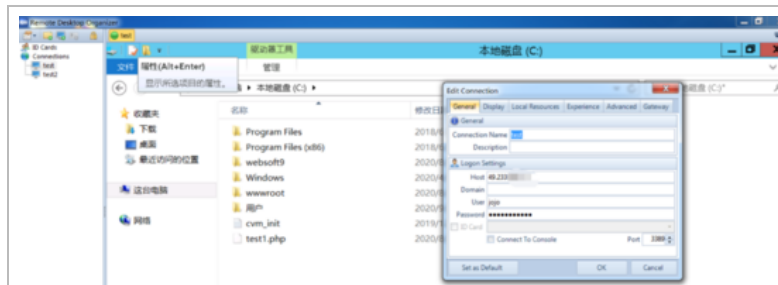 Remote Desktop Organizer
ID Cards
Connections
test
test2
test
驱动器工具
本地磁盘 (C:)
文件
属性(Alt+Enter)
显示所选项目的属性。
管理
本地磁盘 (C:)
收藏夹
下载
桌面
最近访问的位置
这台电脑
网络
名称
修改日
Program Files
2018/
Program Files (x86)
2018/
websoft9
2020/
Windows
2020/
wwwroot
2020/
用户
2020/
cvm_init
2019/
test1.php
2020/
Edit Connection
General
Display
Local Resources
Experience
Advanced
Gateway
General
Connection Name
test
Description
Logon Settings
Host
49.233
Domain
User
jojo
Password
ID Card
Connect To Console
Port
3389
Set as Default
OK
Cancel